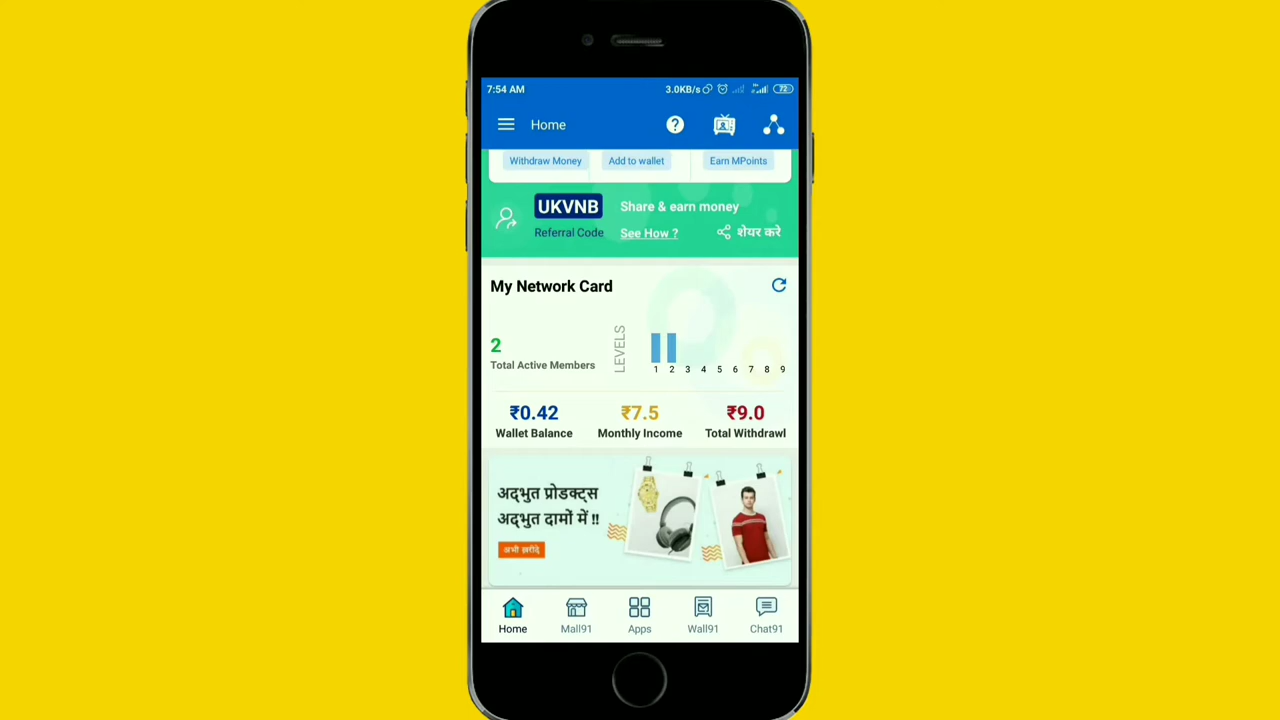 7:54 AM 3.0KB/s 72
Home
Withdraw Money Add to wallet Earn MPoints
UKVNB Share & earn money
Referral Code See How ? शेयर करे
My Network Card
LEVELS
2
Total Active Members
1 2 3 4 5 6 7 8 9
₹0.42 ₹7.5 ₹9.0
Wallet Balance Monthly Income Total Withdrawl
अद्भुत प्रोडक्ट्स
अद्भुत दामों में !!
अभी ख़रीदे
Home Mall91 Apps Wall91 Chat91